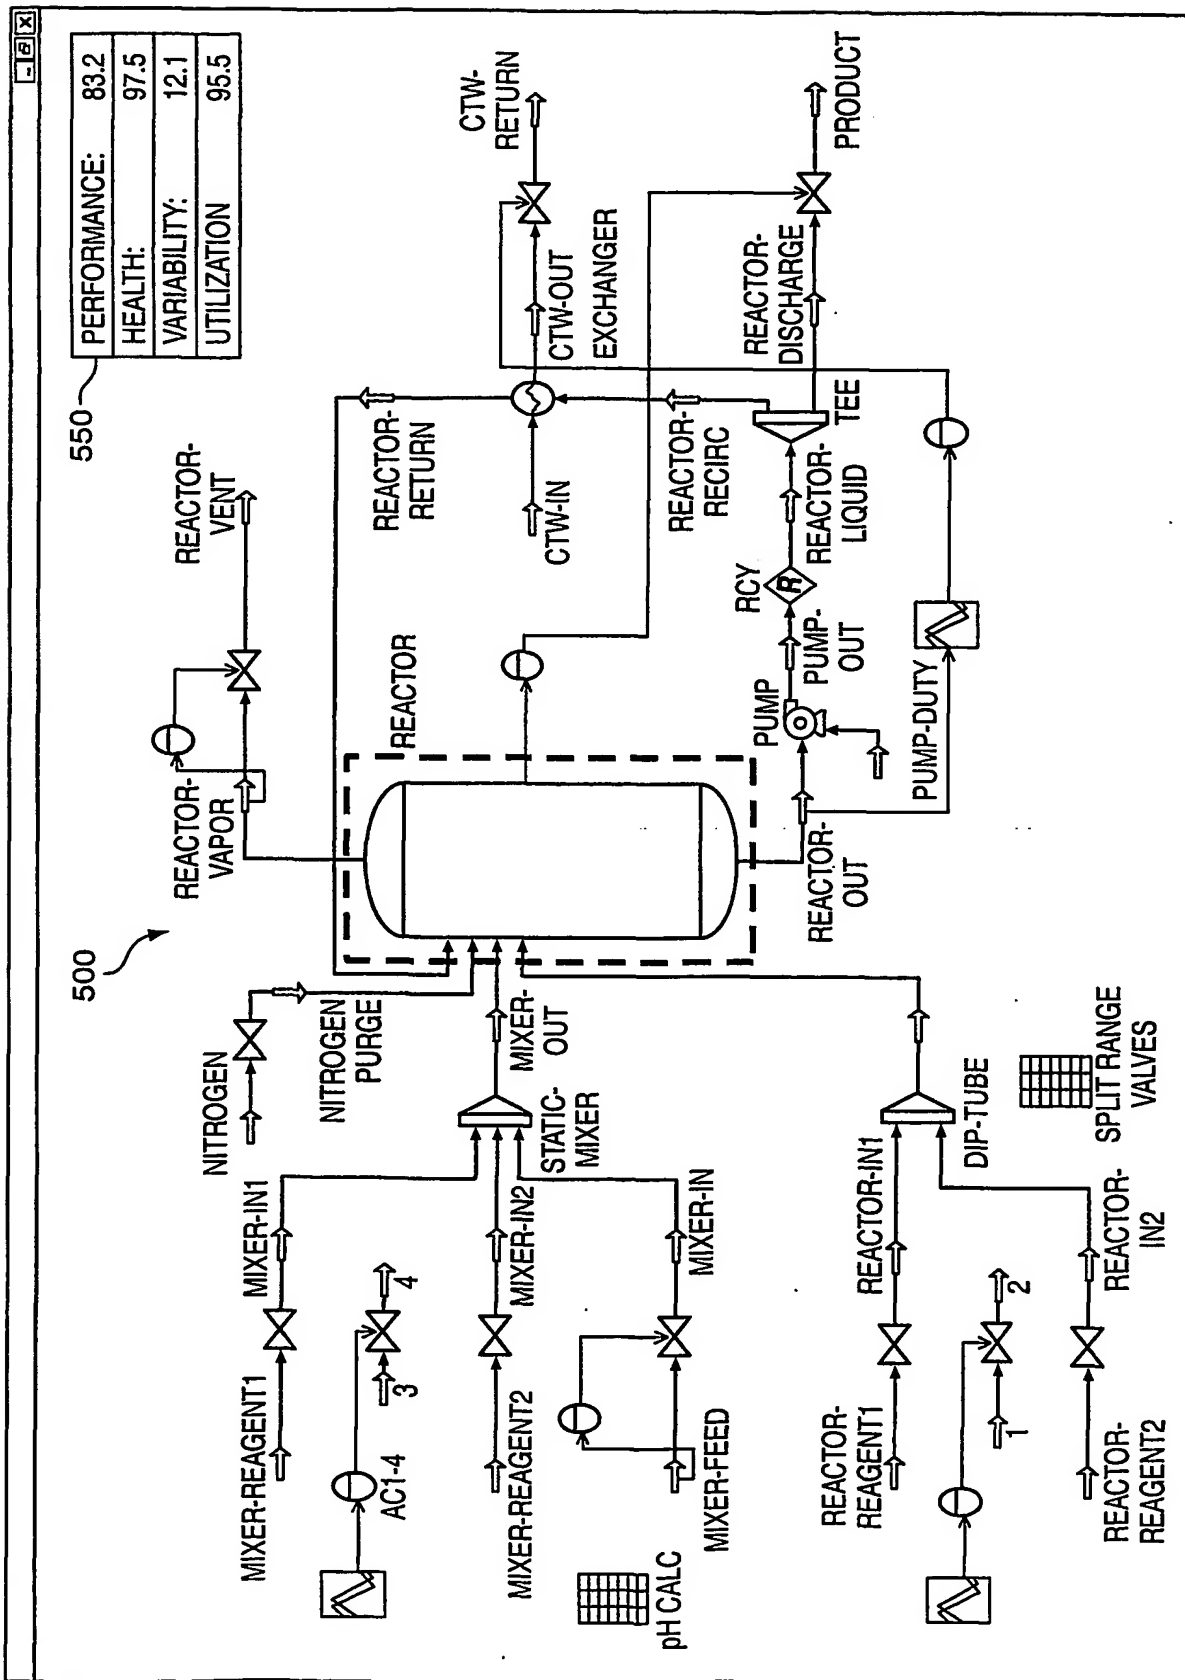 500
550
PERFORMANCE: 83.2
HEALTH: 97.5
VARIABILITY: 12.1
UTILIZATION 95.5
REACTOR-
VENT
REACTOR-
VAPOR
NITROGEN
NITROGEN
PURGE
MIXER-REAGENT1
MIXER-IN1
AC1-4
3
4
MIXER-REAGENT2
MIXER-IN2
STATIC-
MIXER
MIXER-
OUT
REACTOR
REACTOR-
RETURN
CTW-IN
CTW-OUT
EXCHANGER
CTW-
RETURN
pH CALC
MIXER-FEED
MIXER-IN
REACTOR-
RECIRC
RCY
R
PUMP
PUMP-
OUT
REACTOR-
LIQUID
TEE
REACTOR-
DISCHARGE
PRODUCT
REACTOR-
OUT
PUMP-DUTY
REACTOR-
REAGENT1
REACTOR-IN1
DIP-TUBE
1
2
REACTOR-
REAGENT2
REACTOR-
IN2
SPLIT RANGE
VALVES